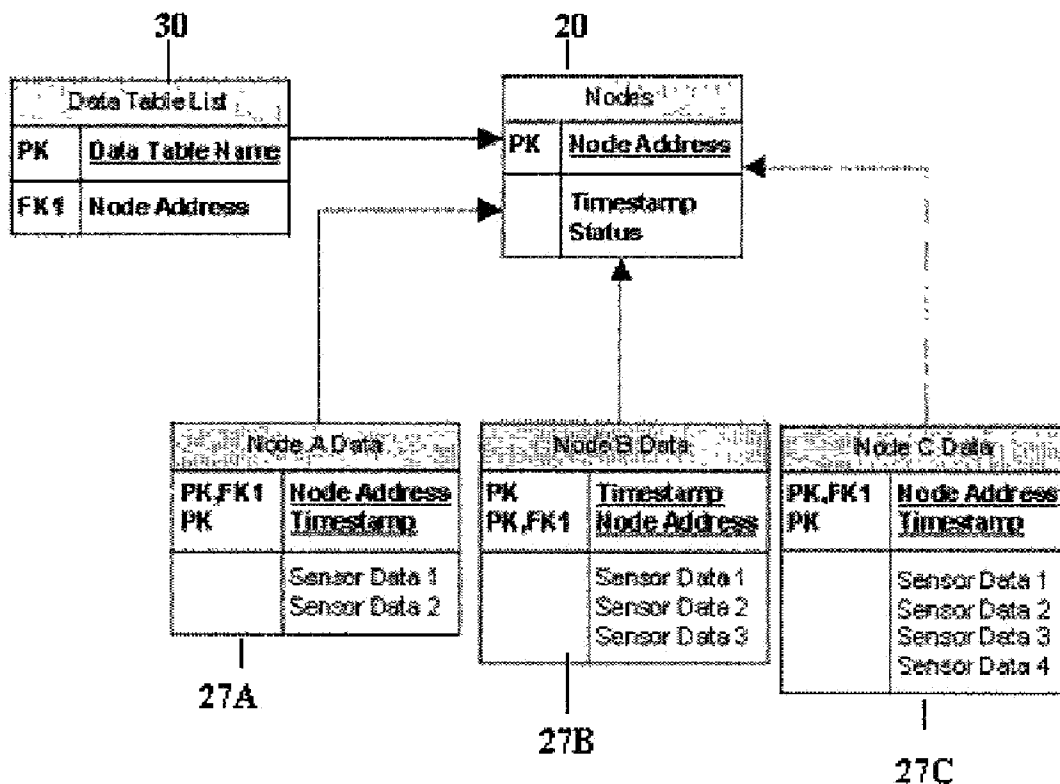 30
20
Data Table List
PK Data Table Name
FK1 Node Address
Nodes
PK Node Address
Timestamp
Status
Node A Data
PK,FK1 Node Address
PK Timestamp
Sensor Data 1
Sensor Data 2
Node B Data
PK Timestamp
PK,FK1 Node Address
Sensor Data 1
Sensor Data 2
Sensor Data 3
Node C Data
PK,FK1 Node Address
PK Timestamp
Sensor Data 1
Sensor Data 2
Sensor Data 3
Sensor Data 4
27A
27B
27C